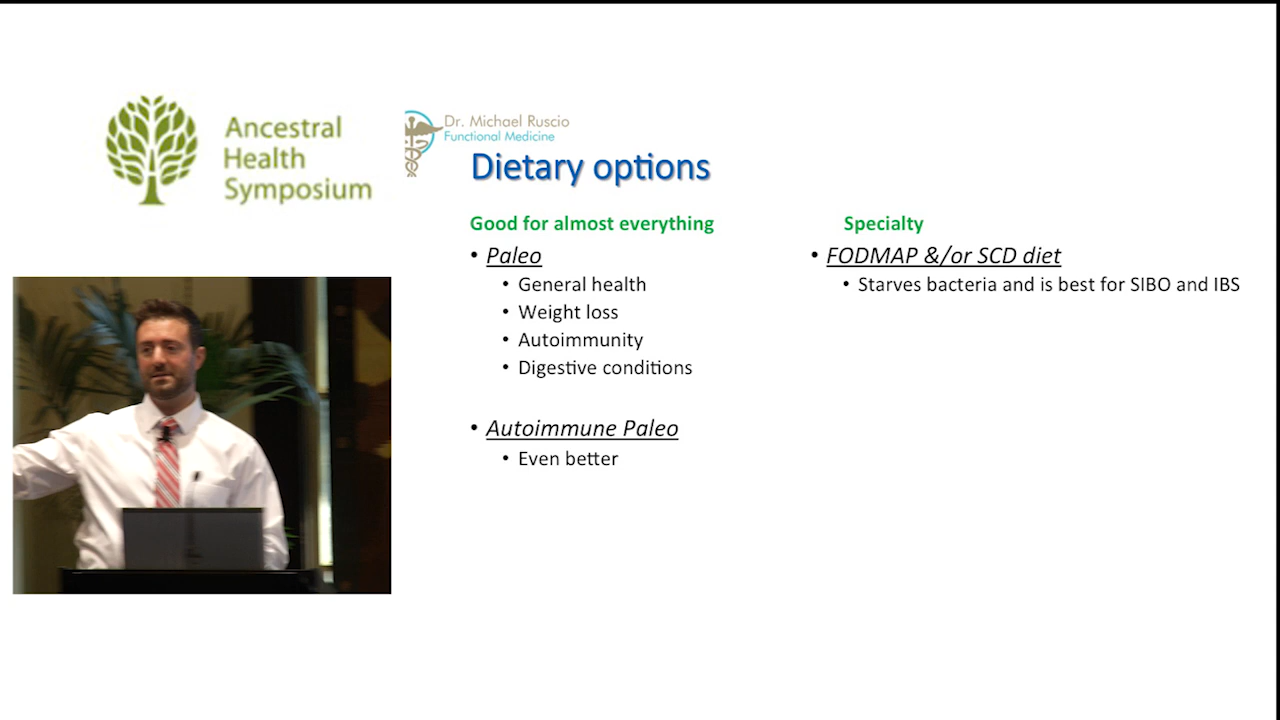 Ancestral
Health
Symposium
Dr. Michael Ruscio
Functional Medicine
Dietary options
Good for almost everything
• Paleo
• General health
• Weight loss
• Autoimmunity
• Digestive conditions
• Autoimmune Paleo
• Even better
Specialty
• FODMAP &/or SCD diet
• Starves bacteria and is best for SIBO and IBS